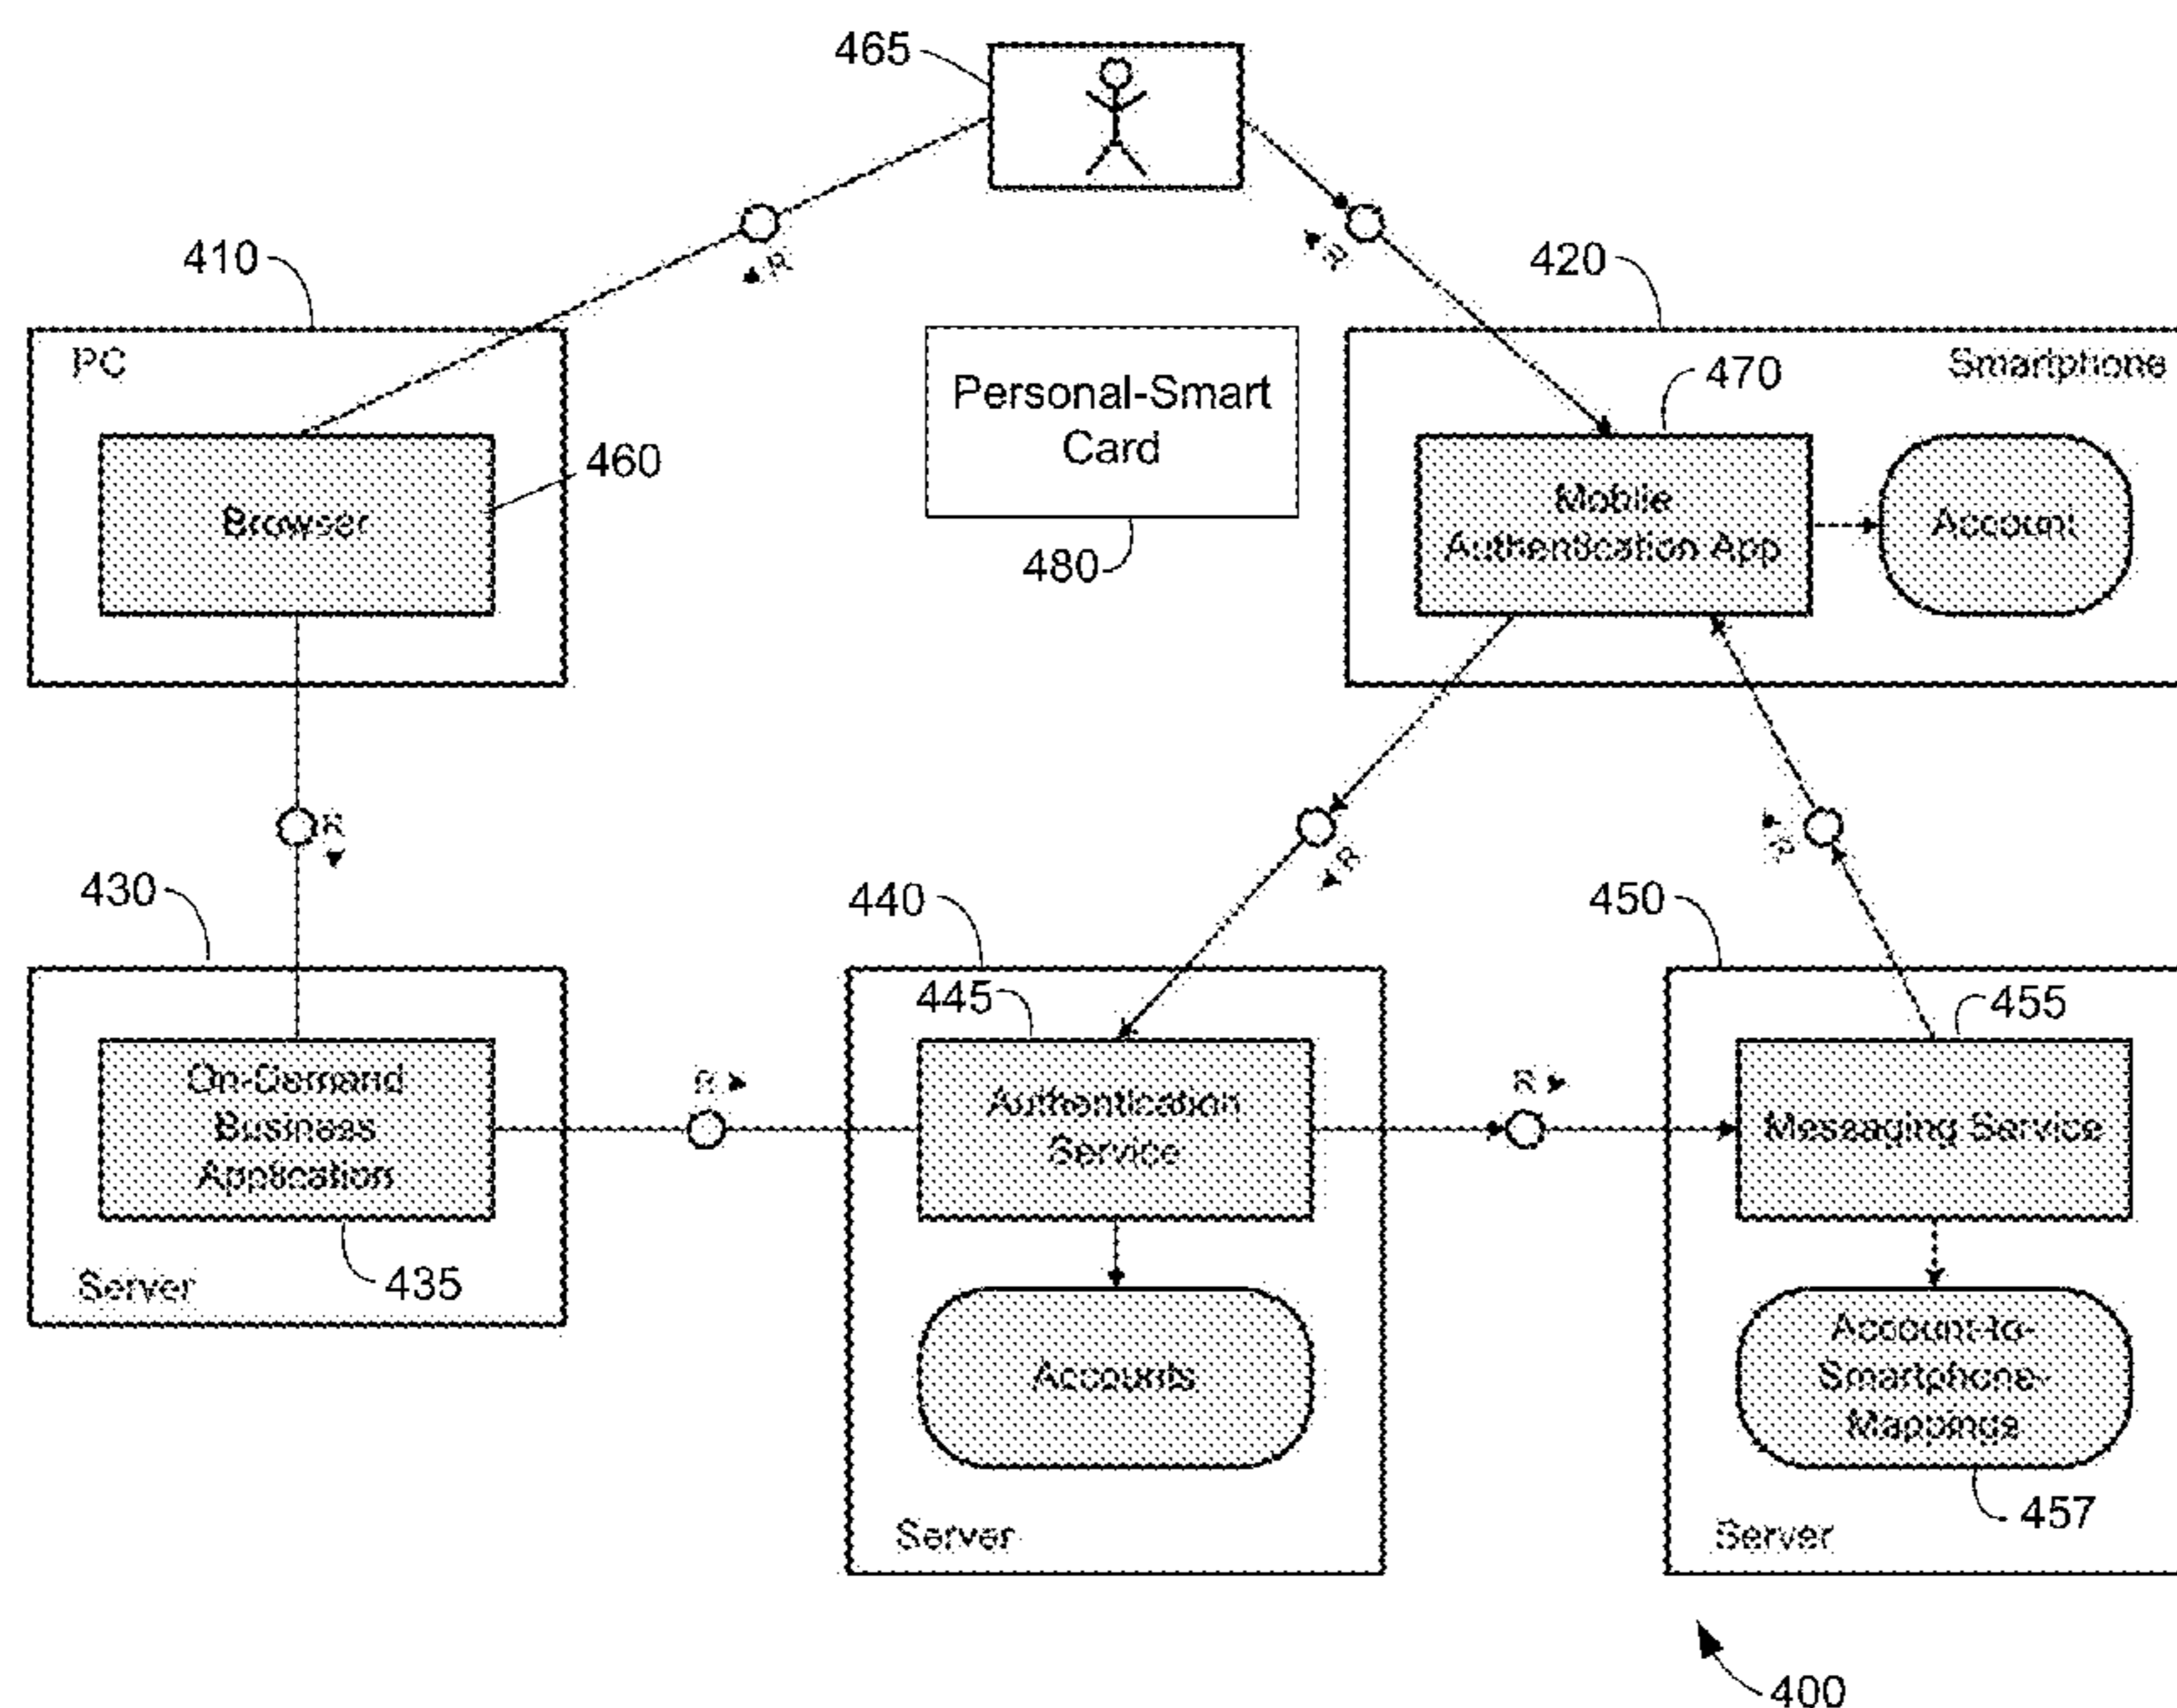 465
410
420
PC
Smartphone
470
Personal-Smart
Card
460
Browser
Mobile
Authentication App
Account
480
R
R
R
R
R
430
440
450
445
455
On-Demand
Business
Application
R
Authentication
Service
R
Messaging Service
435
Server
Accounts
Account-to-
Smartphone-
Mappings
457
Server
Server
400